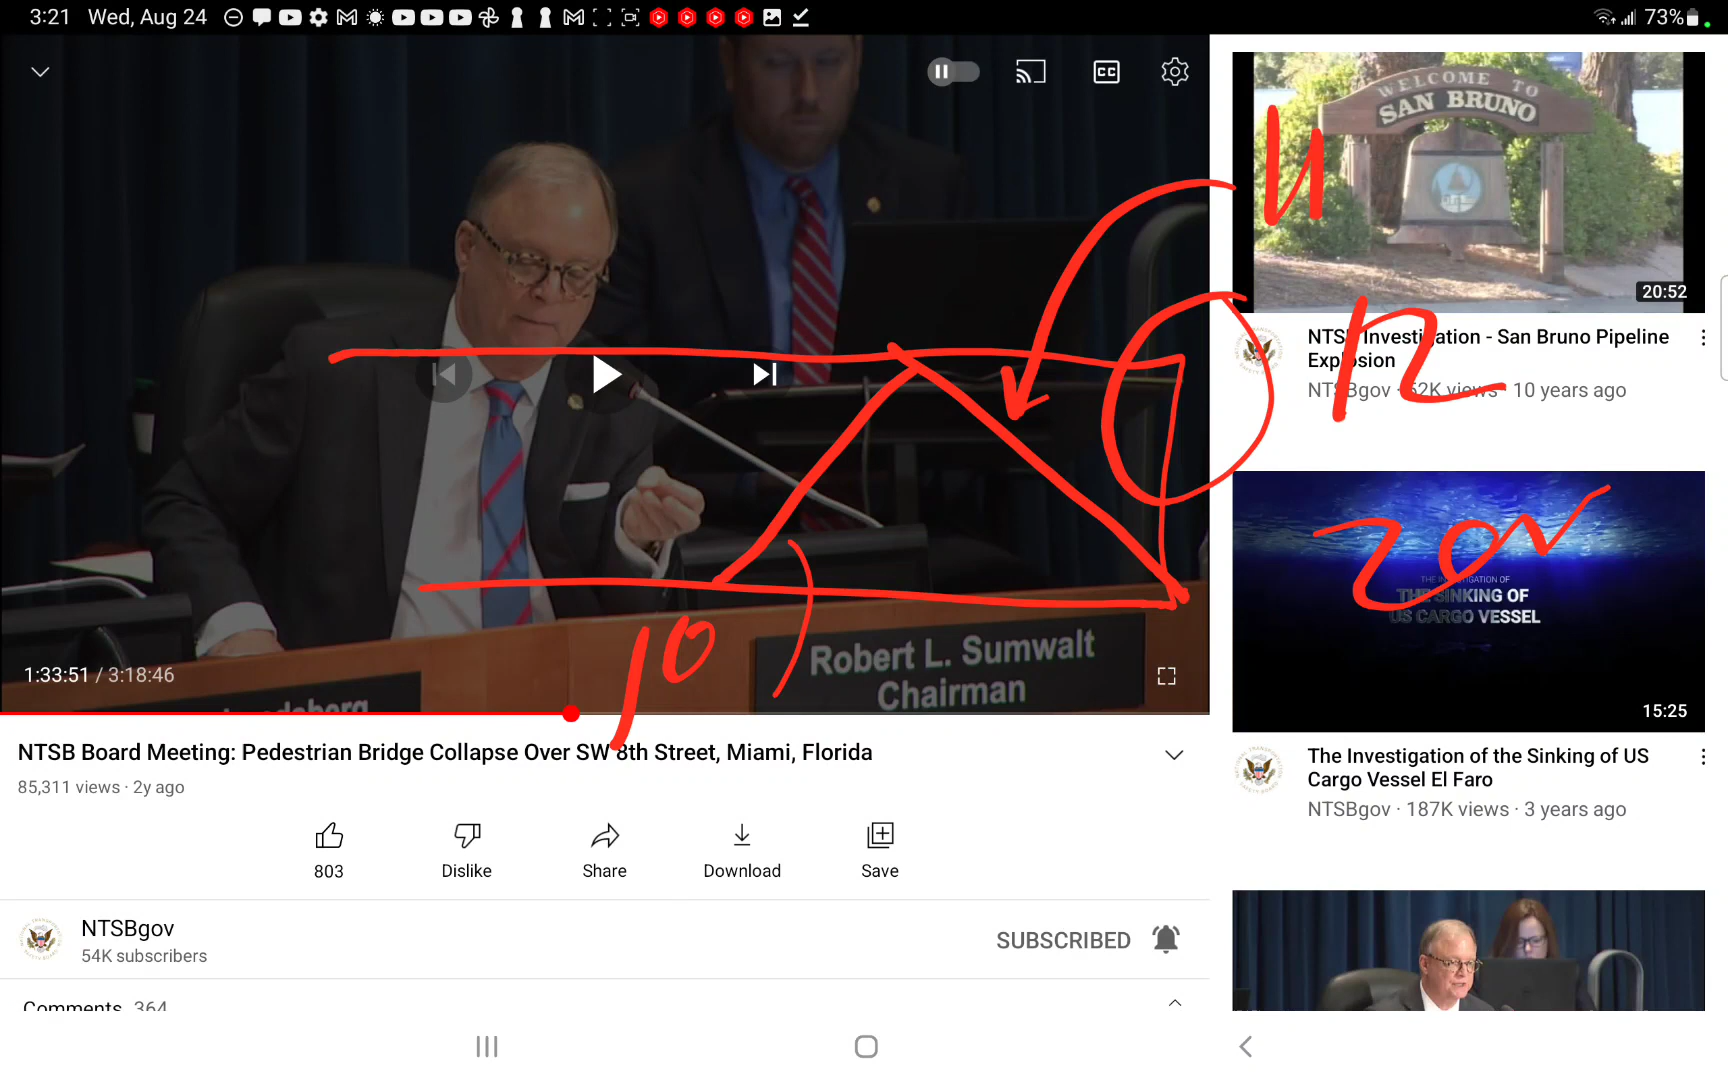 3:21 Wed, Aug 24
73%
WELCOME TO
SAN BRUNO
11
20:52
NTSB Investigation - San Bruno Pipeline
Explosion
NTSBgov · 52K views · 10 years ago
12
10
Robert L. Sumwalt
Chairman
1:33:51 / 3:18:46
NTSB Board Meeting: Pedestrian Bridge Collapse Over SW 8th Street, Miami, Florida
85,311 views · 2y ago
803
Dislike
Share
Download
Save
NTSBgov
54K subscribers
SUBSCRIBED
Comments 364
THE INVESTIGATION OF
THE SINKING OF
US CARGO VESSEL
15:25
The Investigation of the Sinking of US
Cargo Vessel El Faro
NTSBgov · 187K views · 3 years ago